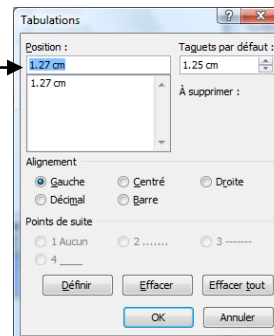 Tabulations
Position :
Taquets par défaut :
1.27 cm
1.25 cm
1.27 cm
À supprimer :
Alignement
Gauche
Centré
Droite
Décimal
Barre
Points de suite
1 Aucun
2 .......
3 -------
4 ____
Définir
Effacer
Effacer tout
OK
Annuler